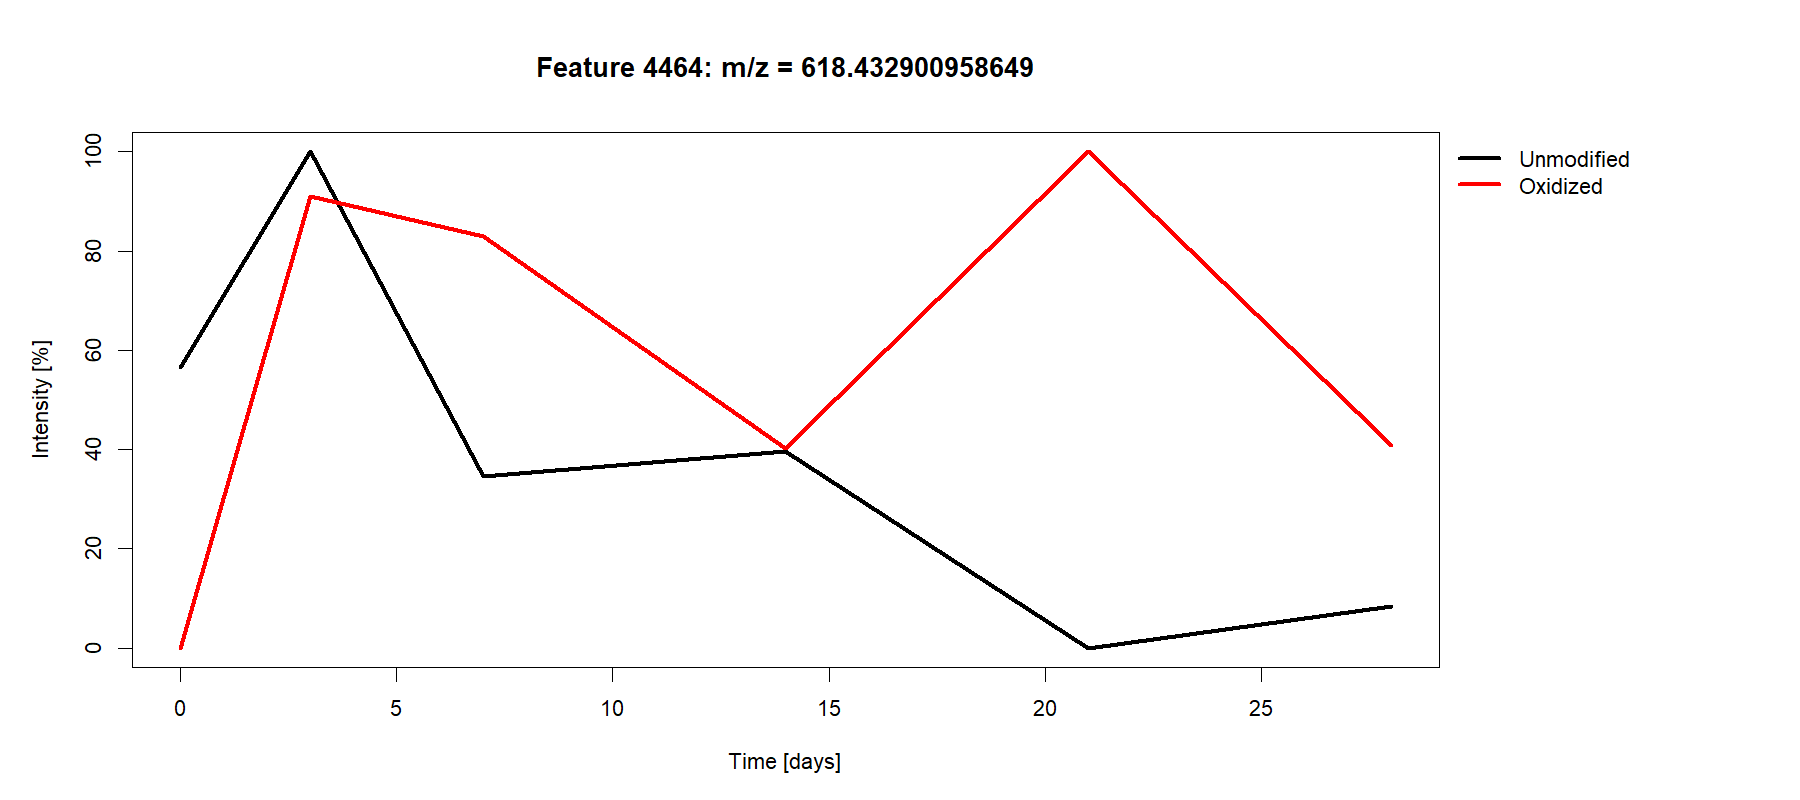 Feature 4464: m/z = 618.432900958649
Unmodified
Oxidized
Intensity [%]
100
80
60
40
20
0
0 5 10 15 20 25
Time [days]